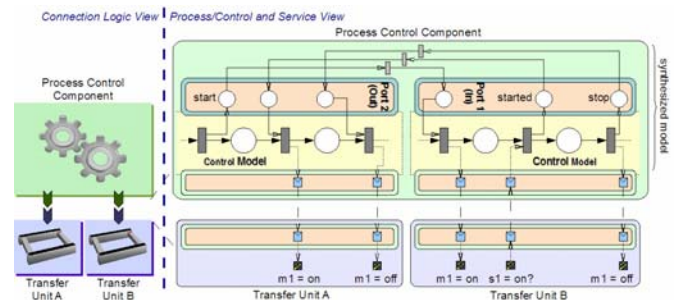 Connection Logic View
Process/Control and Service View
Process Control Component
Process Control
Component
start
Port 2
(Out)
Port 1
(In)
started
stop
synthesized model
Control Model
Control Model
m1 = on
m1 = off
m1 = on
s1 = on?
m1 = off
Transfer
Unit A
Transfer
Unit B
Transfer Unit A
Transfer Unit B